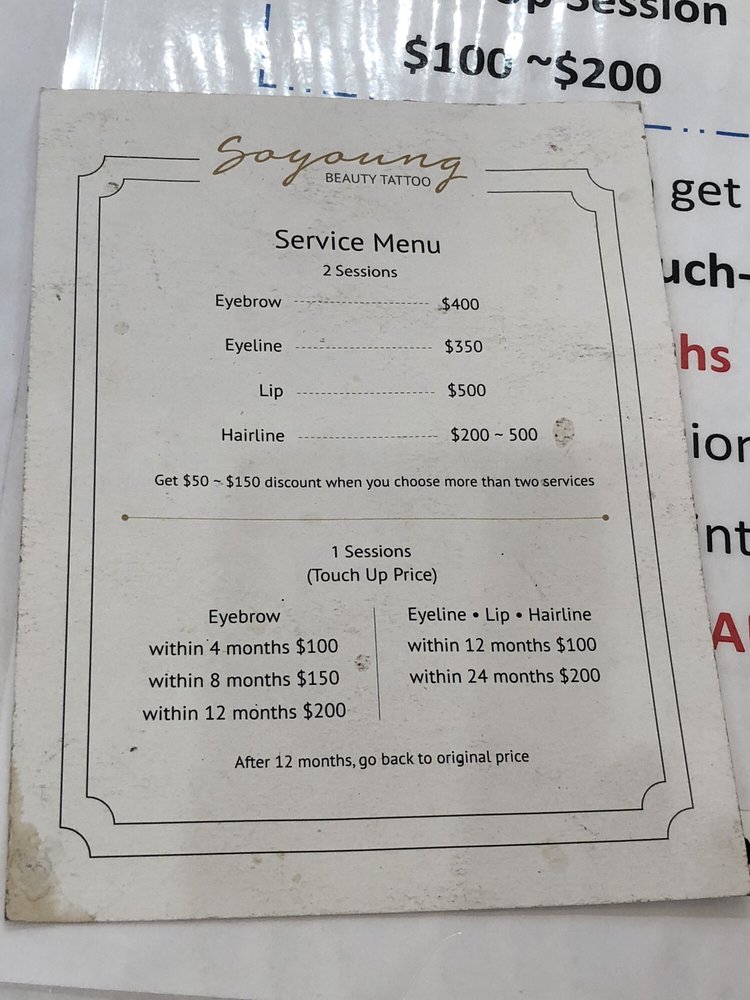 Session
$100 ~$200
get
hs
Soyoung
BEAUTY TATTOO
Service Menu
2 Sessions
Eyebrow $400
Eyeline $350
Lip $500
Hairline $200 ~ 500
Get $50 ~ $150 discount when you choose more than two services
1 Sessions
(Touch Up Price)
Eyebrow
within 4 months $100
within 8 months $150
within 12 months $200
Eyeline • Lip • Hairline
within 12 months $100
within 24 months $200
After 12 months, go back to original price